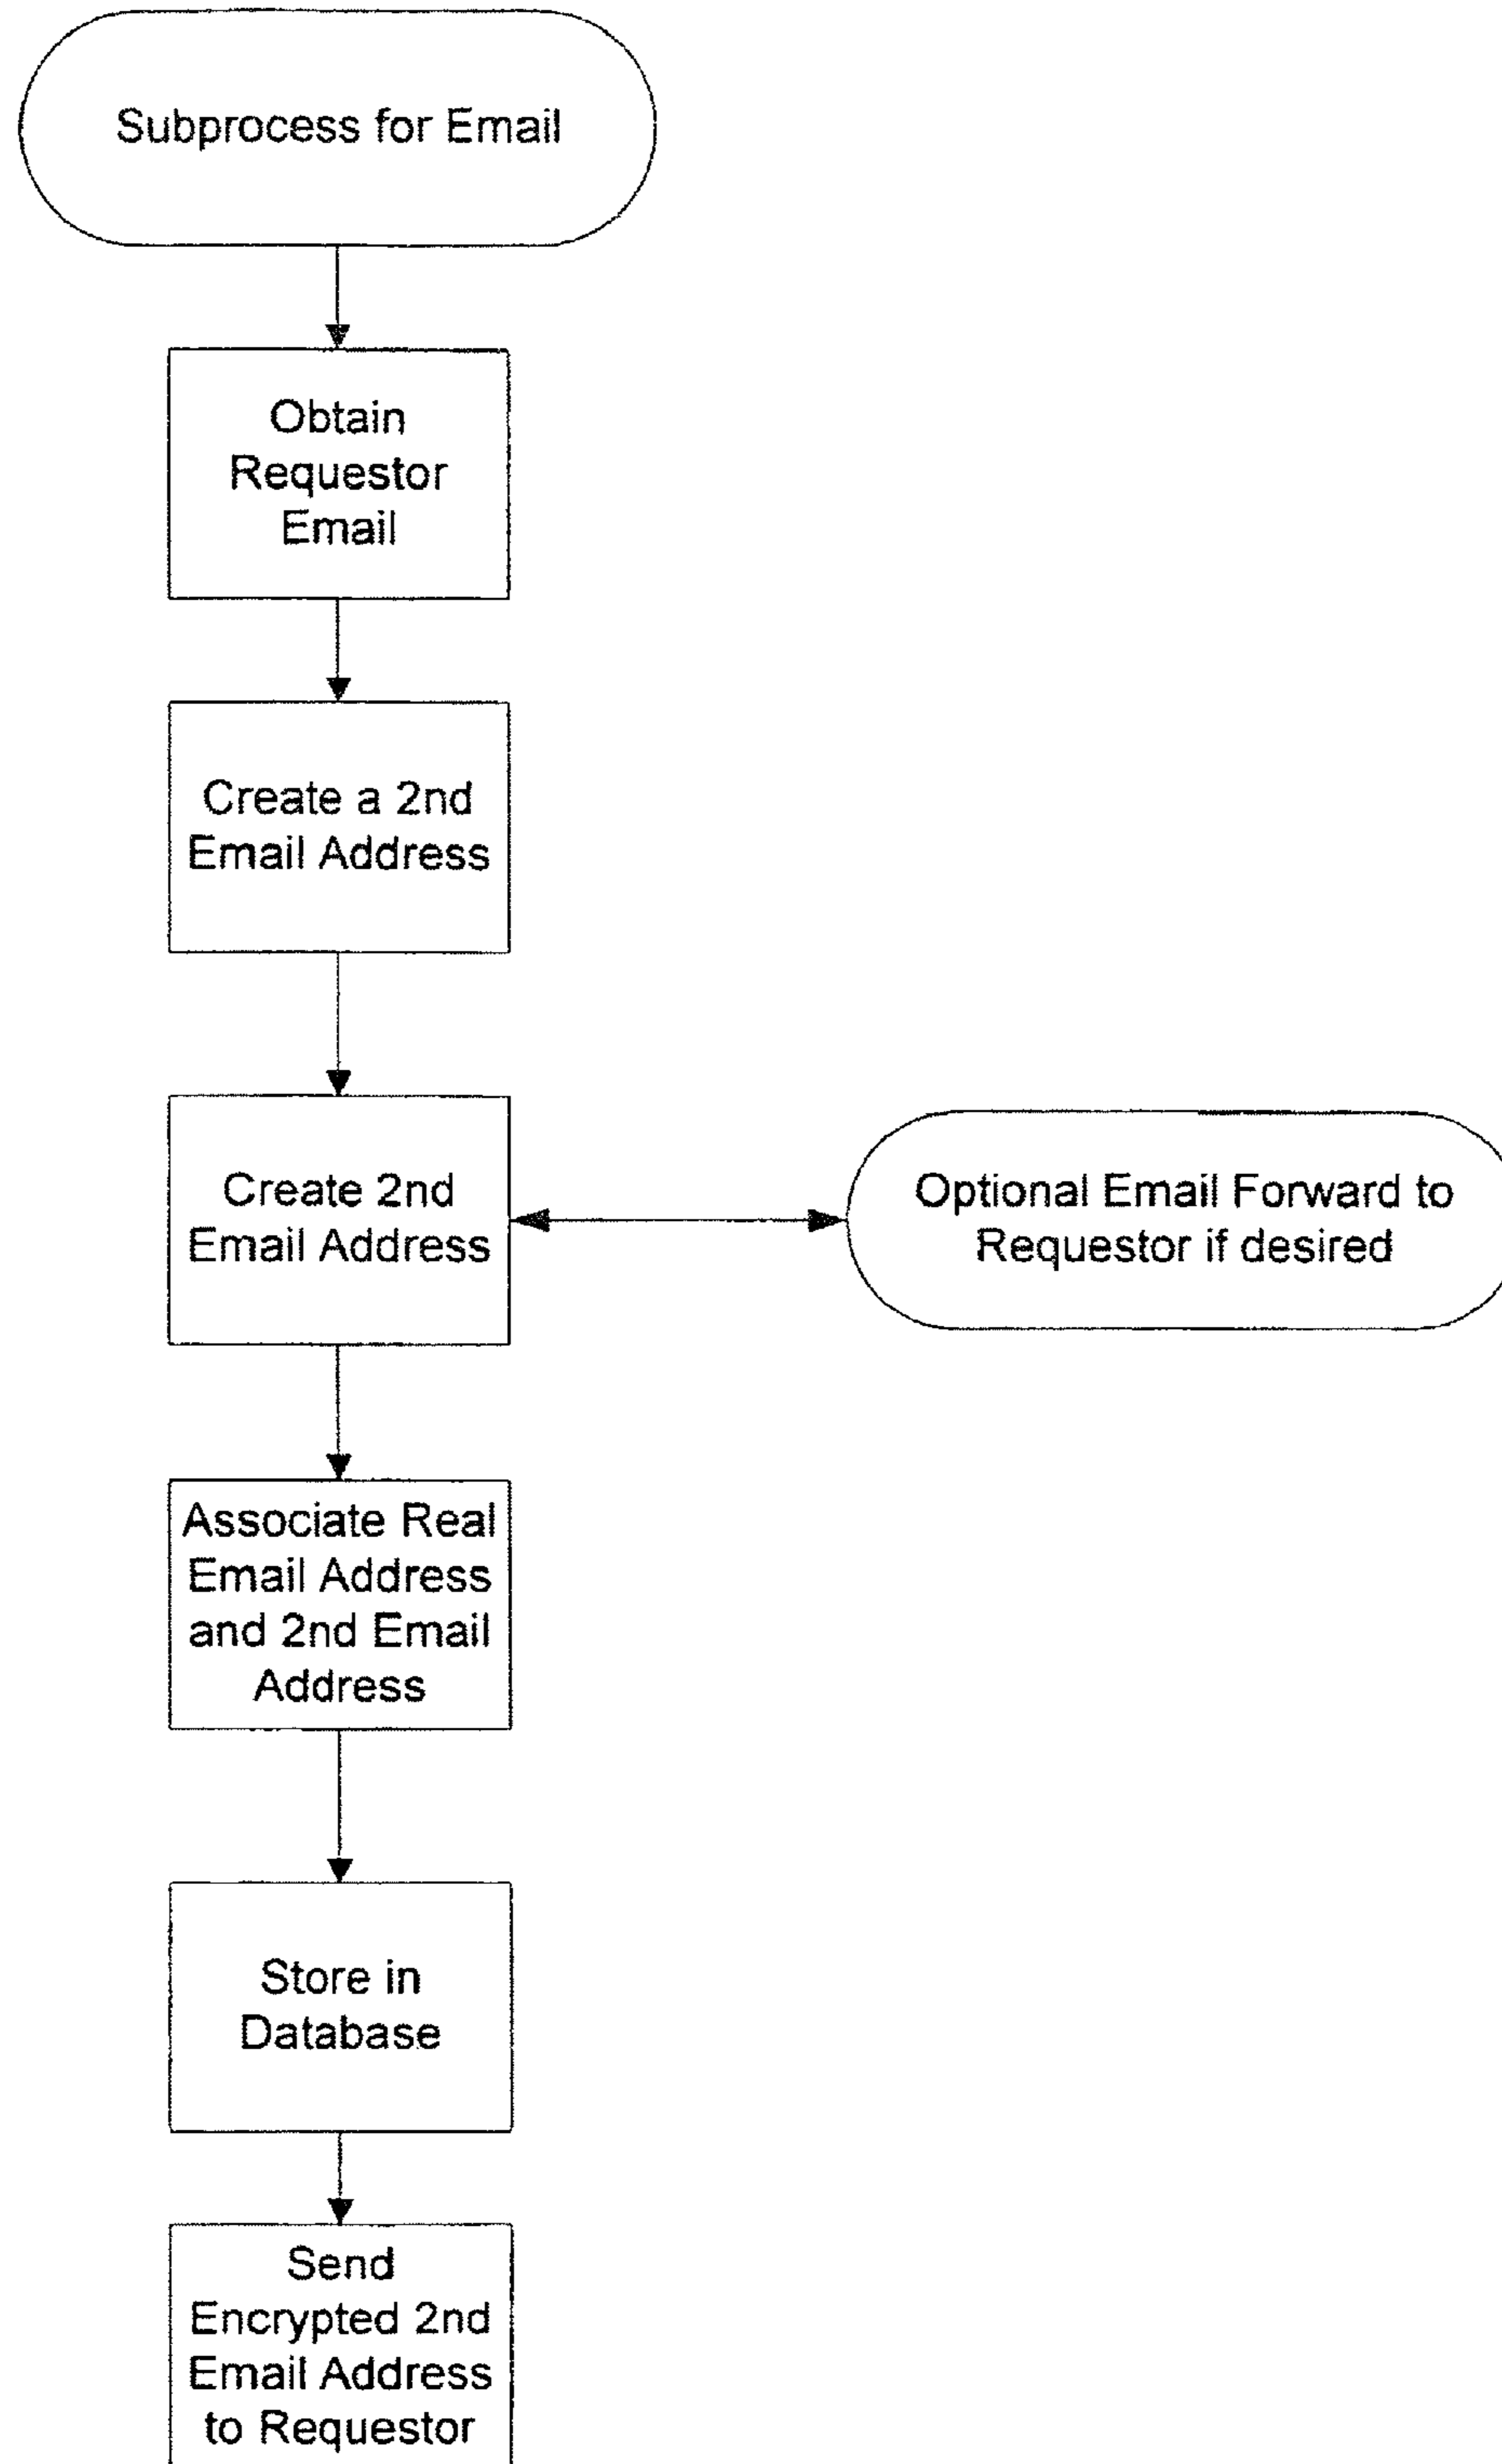 Subprocess for Email
Obtain
Requestor
Email
Create a 2nd
Email Address
Create 2nd
Email Address
Optional Email Forward to
Requestor if desired
Associate Real
Email Address
and 2nd Email
Address
Store in
Database
Send
Encrypted 2nd
Email Address
to Requestor